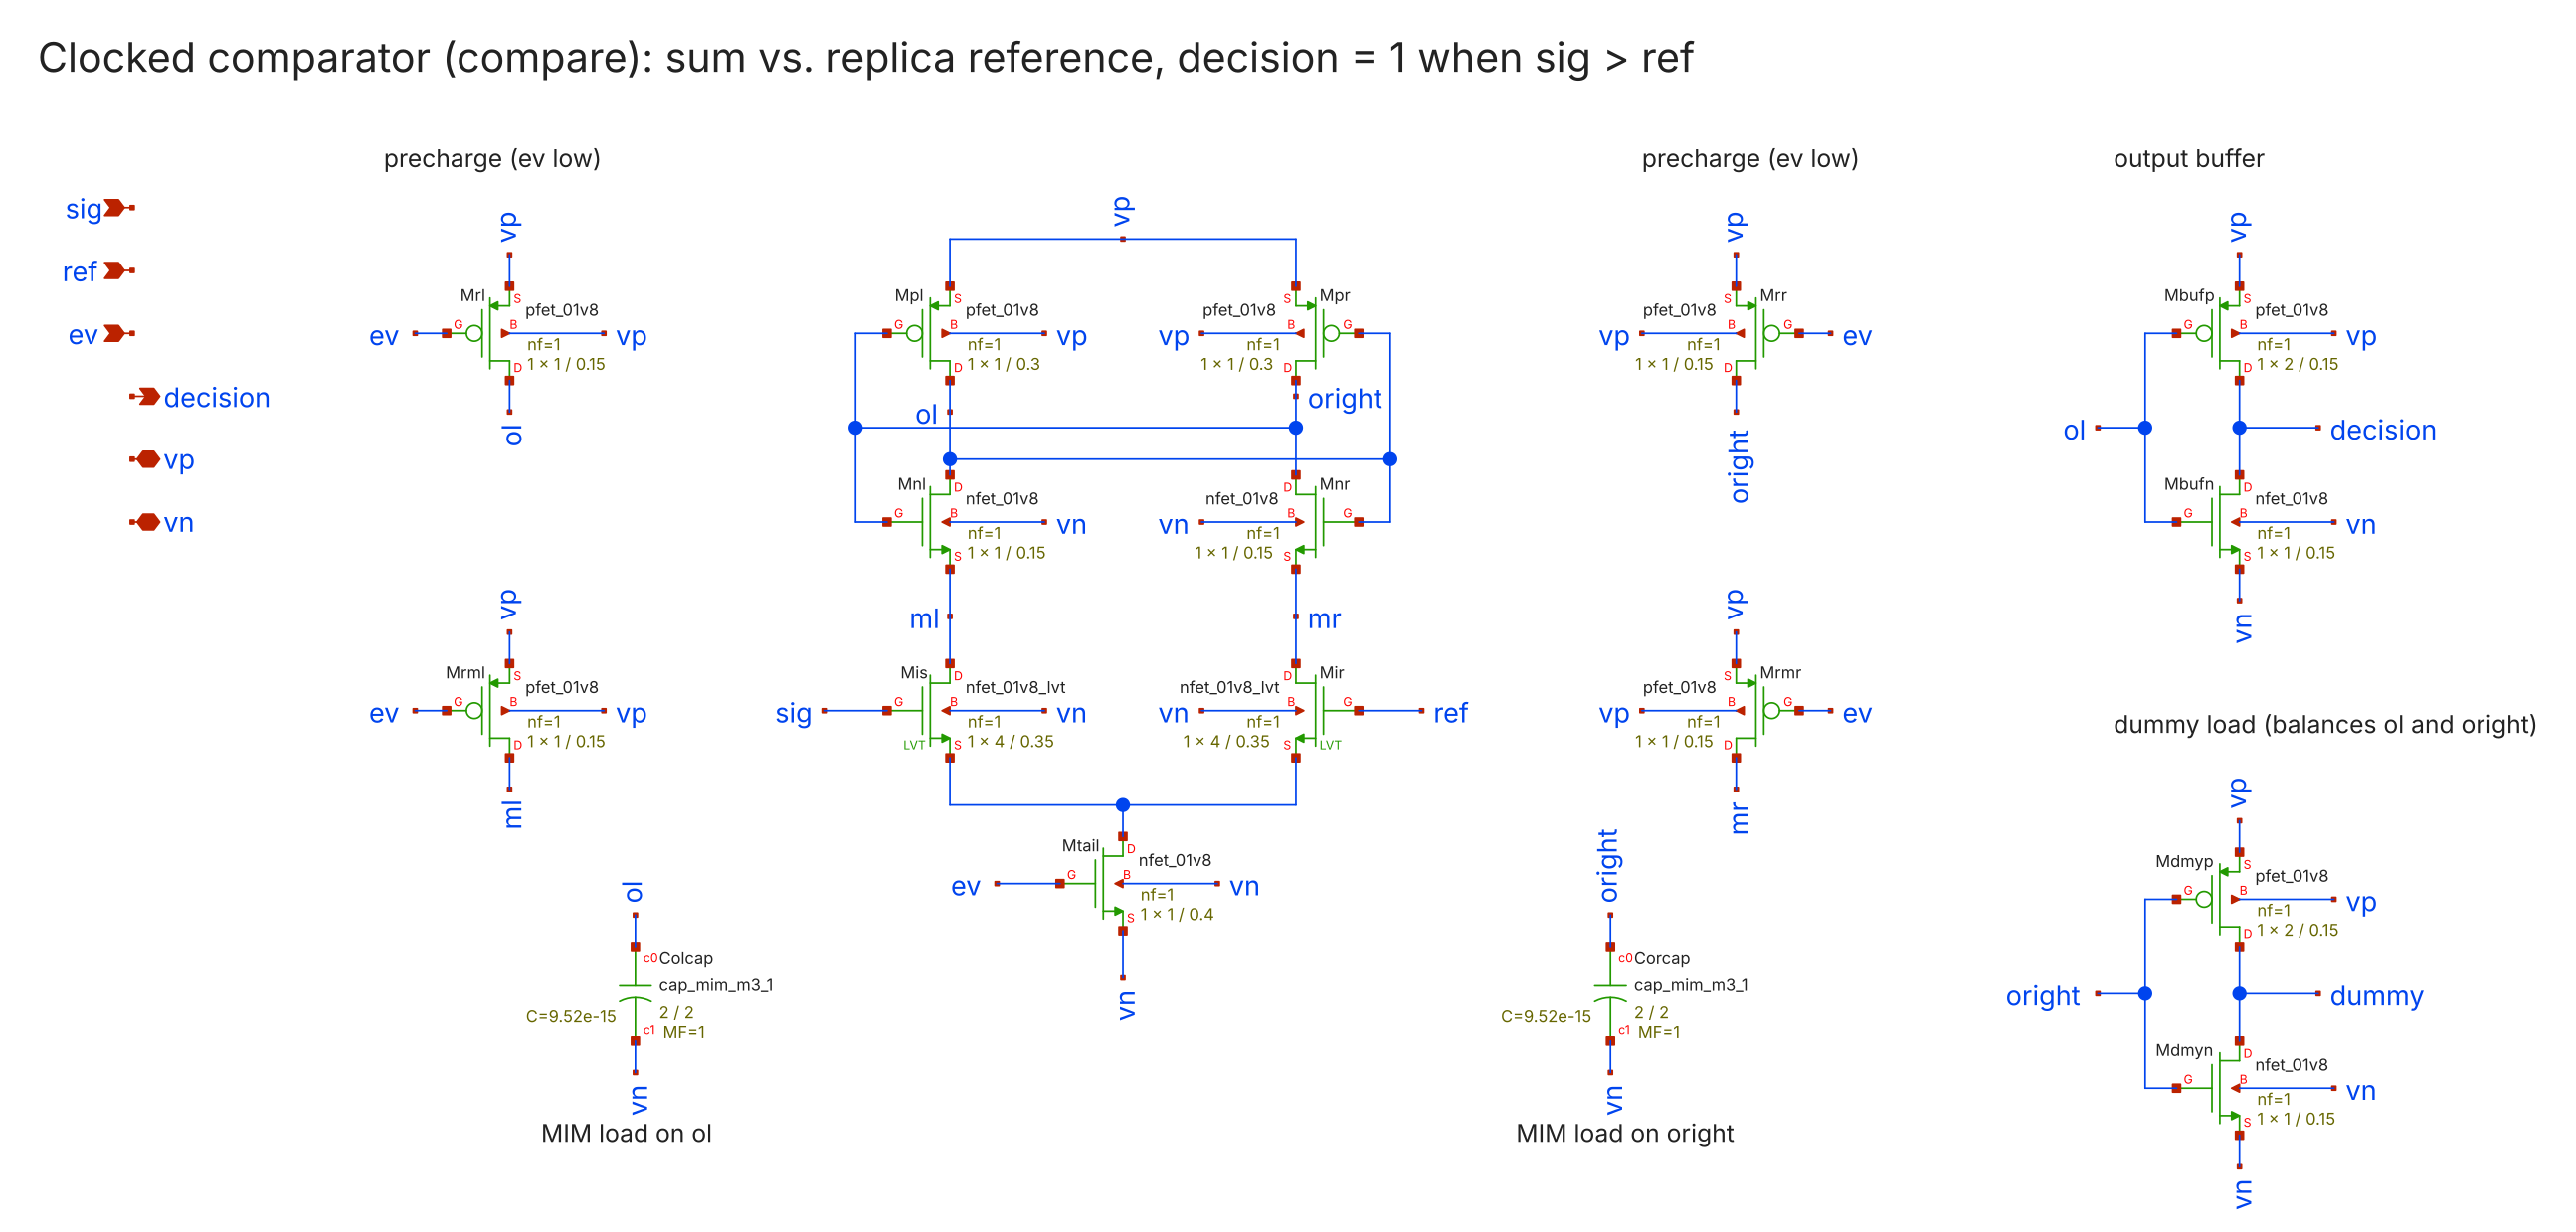 Clocked comparator (compare): sum vs. replica reference, decision = 1 when sig > ref
precharge (ev low)
precharge (ev low)
output buffer
sig
ref
ev
decision
vp
vn
vp
Mrl
S
pfet_01v8
G
B
ev
vp
nf=1
D
1 × 1 / 0.15
ol
vp
Mpl
S
pfet_01v8
G
B
vp
nf=1
D
1 × 1 / 0.3
ol
Mpr
S
pfet_01v8
G
B
vp
nf=1
D
1 × 1 / 0.3
oright
Mnl
D
nfet_01v8
G
B
vn
nf=1
S
1 × 1 / 0.15
ml
Mnr
D
nfet_01v8
G
B
vn
nf=1
S
1 × 1 / 0.15
mr
Mis
D
nfet_01v8_lvt
G
B
sig
vn
nf=1
LVT
S
1 × 4 / 0.35
Mir
D
nfet_01v8_lvt
G
B
vn
ref
nf=1
1 × 4 / 0.35
S
LVT
Mtail
D
nfet_01v8
G
B
ev
vn
nf=1
S
1 × 1 / 0.4
vn
vp
Mrr
S
pfet_01v8
G
B
vp
ev
nf=1
D
1 × 1 / 0.15
oright
vp
Mrml
S
pfet_01v8
G
B
ev
vp
nf=1
D
1 × 1 / 0.15
ml
vp
Mrmr
S
pfet_01v8
G
B
vp
ev
nf=1
D
1 × 1 / 0.15
mr
vp
Mbufp
S
pfet_01v8
G
B
vp
nf=1
D
1 × 2 / 0.15
ol
decision
Mbufn
D
nfet_01v8
G
B
vn
nf=1
S
1 × 1 / 0.15
vn
dummy load (balances ol and oright)
vp
Mdmyp
S
pfet_01v8
G
B
vp
nf=1
D
1 × 2 / 0.15
oright
dummy
Mdmyn
D
nfet_01v8
G
B
vn
nf=1
S
1 × 1 / 0.15
vn
ol
c0
Colcap
cap_mim_m3_1
C=9.52e-15
2 / 2
c1
MF=1
vn
MIM load on ol
oright
c0
Corcap
cap_mim_m3_1
C=9.52e-15
2 / 2
c1
MF=1
vn
MIM load on oright